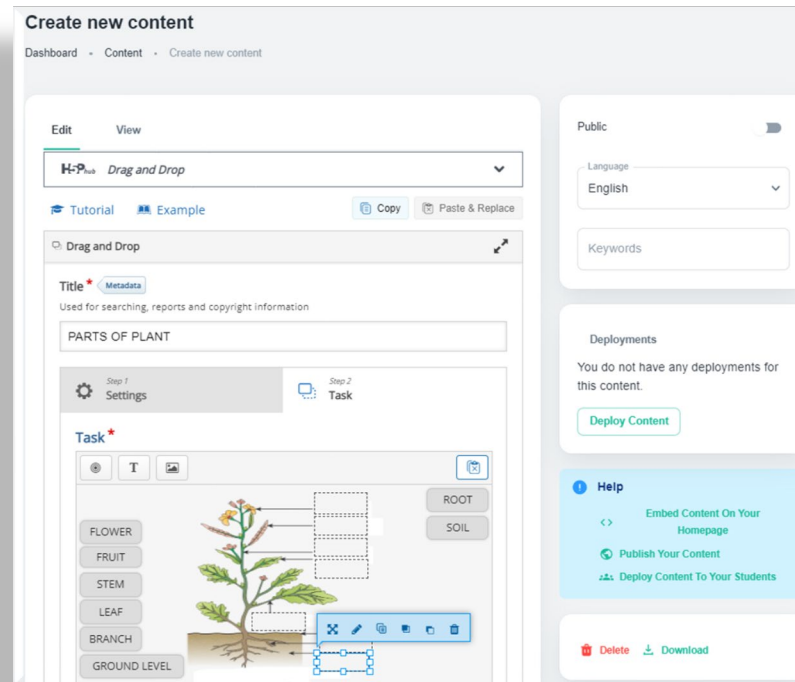 Create new content
Dashboard - Content - Create new content
Edit View
H5P hub Drag and Drop
Tutorial Example Copy Paste & Replace
Drag and Drop
Title * Metadata
Used for searching, reports and copyright information
PARTS OF PLANT
Step 1
Settings
Step 2
Task
Task *
T
ROOT
SOIL
FLOWER
FRUIT
STEM
LEAF
BRANCH
GROUND LEVEL
Public
Language
English
Keywords
Deployments
You do not have any deployments for
this content.
Deploy Content
Help
Embed Content On Your
Homepage
Publish Your Content
Deploy Content To Your Students
Delete Download